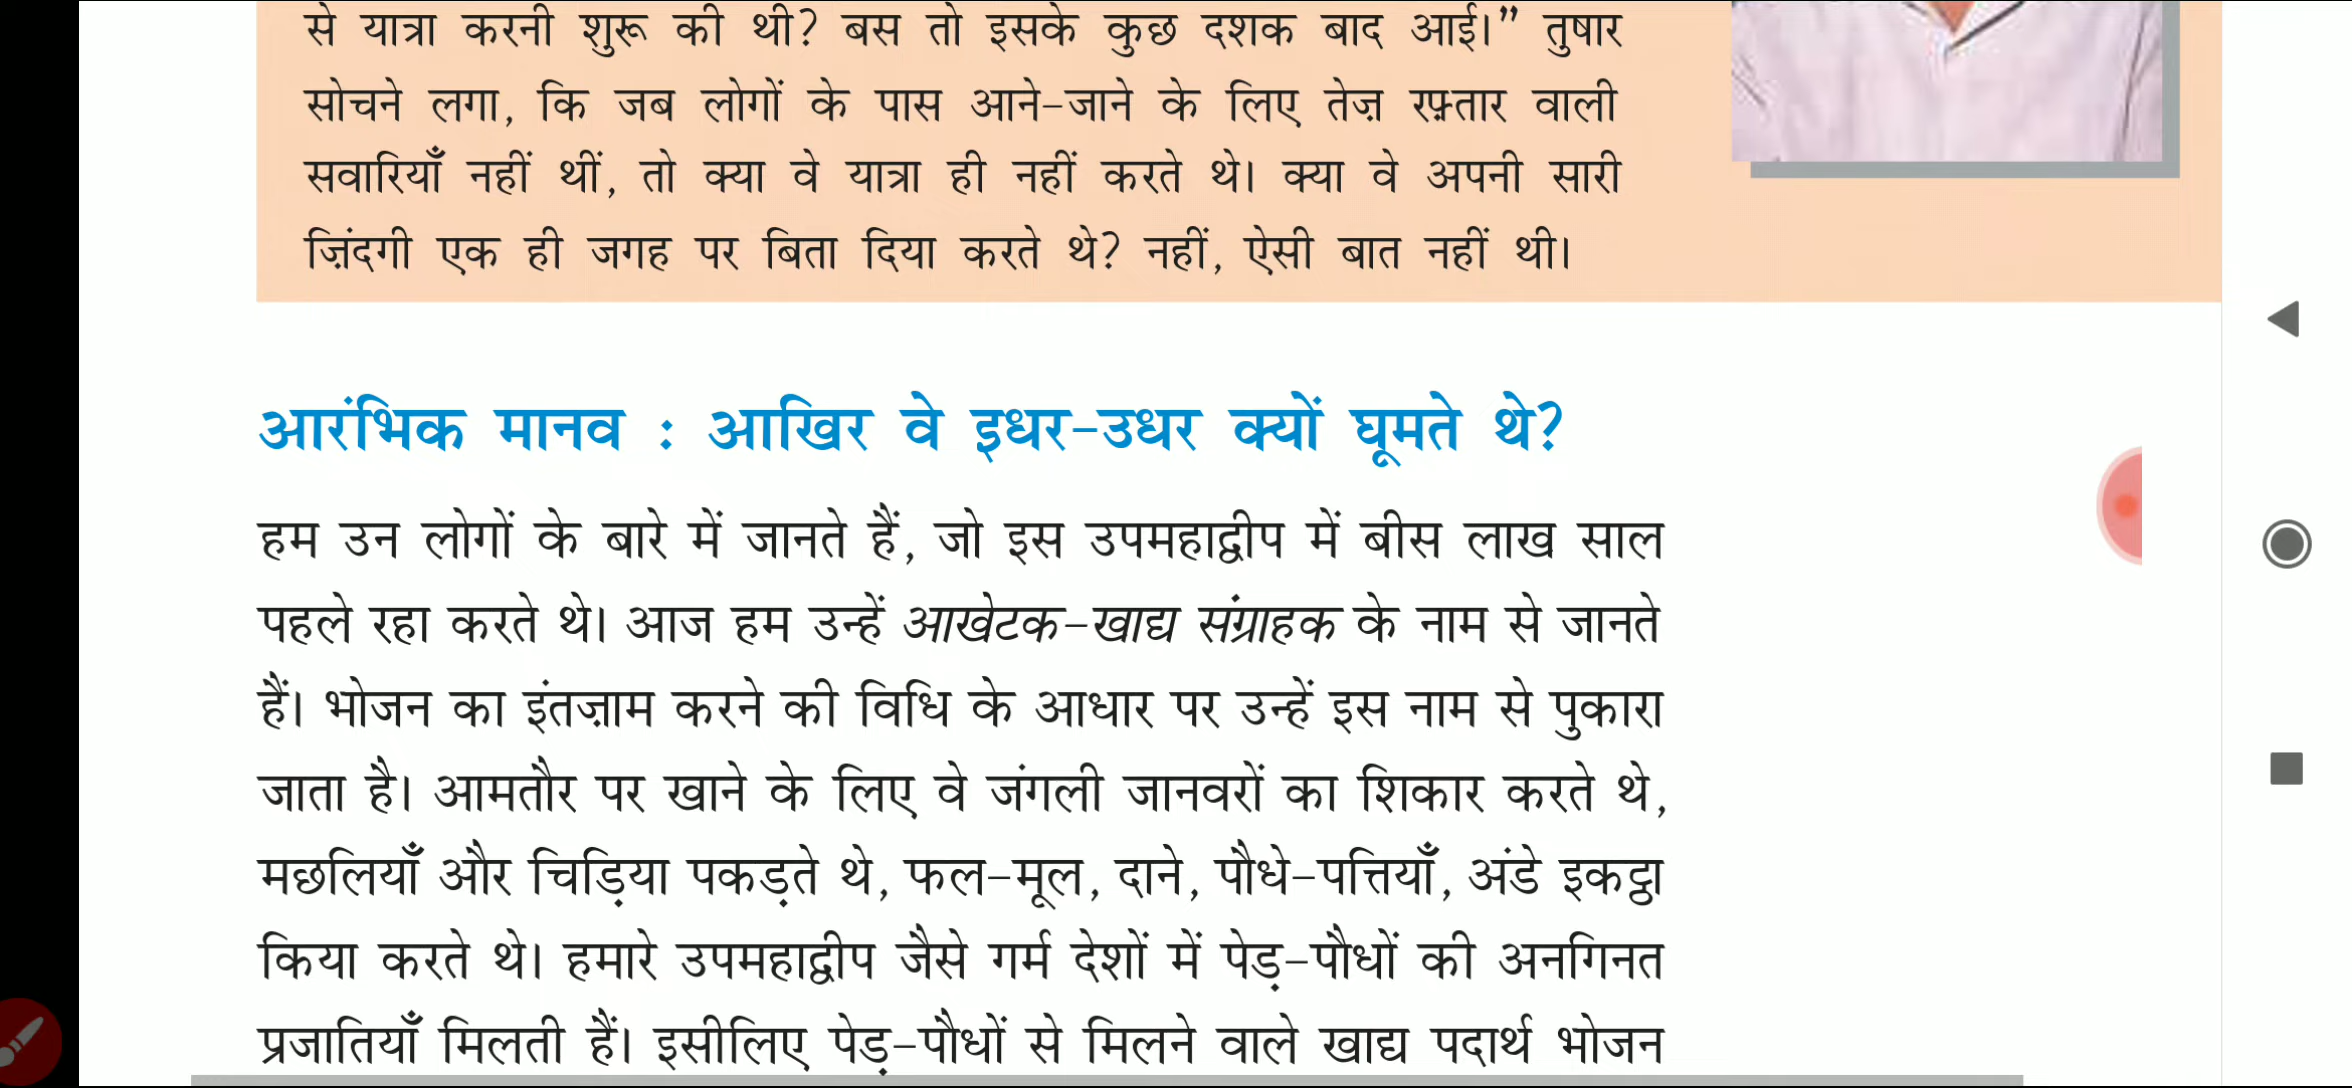 से यात्रा करनी शुरू की थी? बस तो इसके कुछ दशक बाद आई।” तुषार
सोचने लगा, कि जब लोगों के पास आने-जाने के लिए तेज़ रफ़्तार वाली
सवारियाँ नहीं थीं, तो क्या वे यात्रा ही नहीं करते थे। क्या वे अपनी सारी
ज़िंदगी एक ही जगह पर बिता दिया करते थे? नहीं, ऐसी बात नहीं थी।
आरंभिक मानव : आखिर वे इधर-उधर क्यों घूमते थे?
हम उन लोगों के बारे में जानते हैं, जो इस उपमहाद्वीप में बीस लाख साल
पहले रहा करते थे। आज हम उन्हें आखेटक-खाद्य संग्राहक के नाम से जानते
हैं। भोजन का इंतज़ाम करने की विधि के आधार पर उन्हें इस नाम से पुकारा
जाता है। आमतौर पर खाने के लिए वे जंगली जानवरों का शिकार करते थे,
मछलियाँ और चिड़िया पकड़ते थे, फल-मूल, दाने, पौधे-पत्तियाँ, अंडे इकट्ठा
किया करते थे। हमारे उपमहाद्वीप जैसे गर्म देशों में पेड़-पौधों की अनगिनत
प्रजातियाँ मिलती हैं। इसीलिए पेड़-पौधों से मिलने वाले खाद्य पदार्थ भोजन